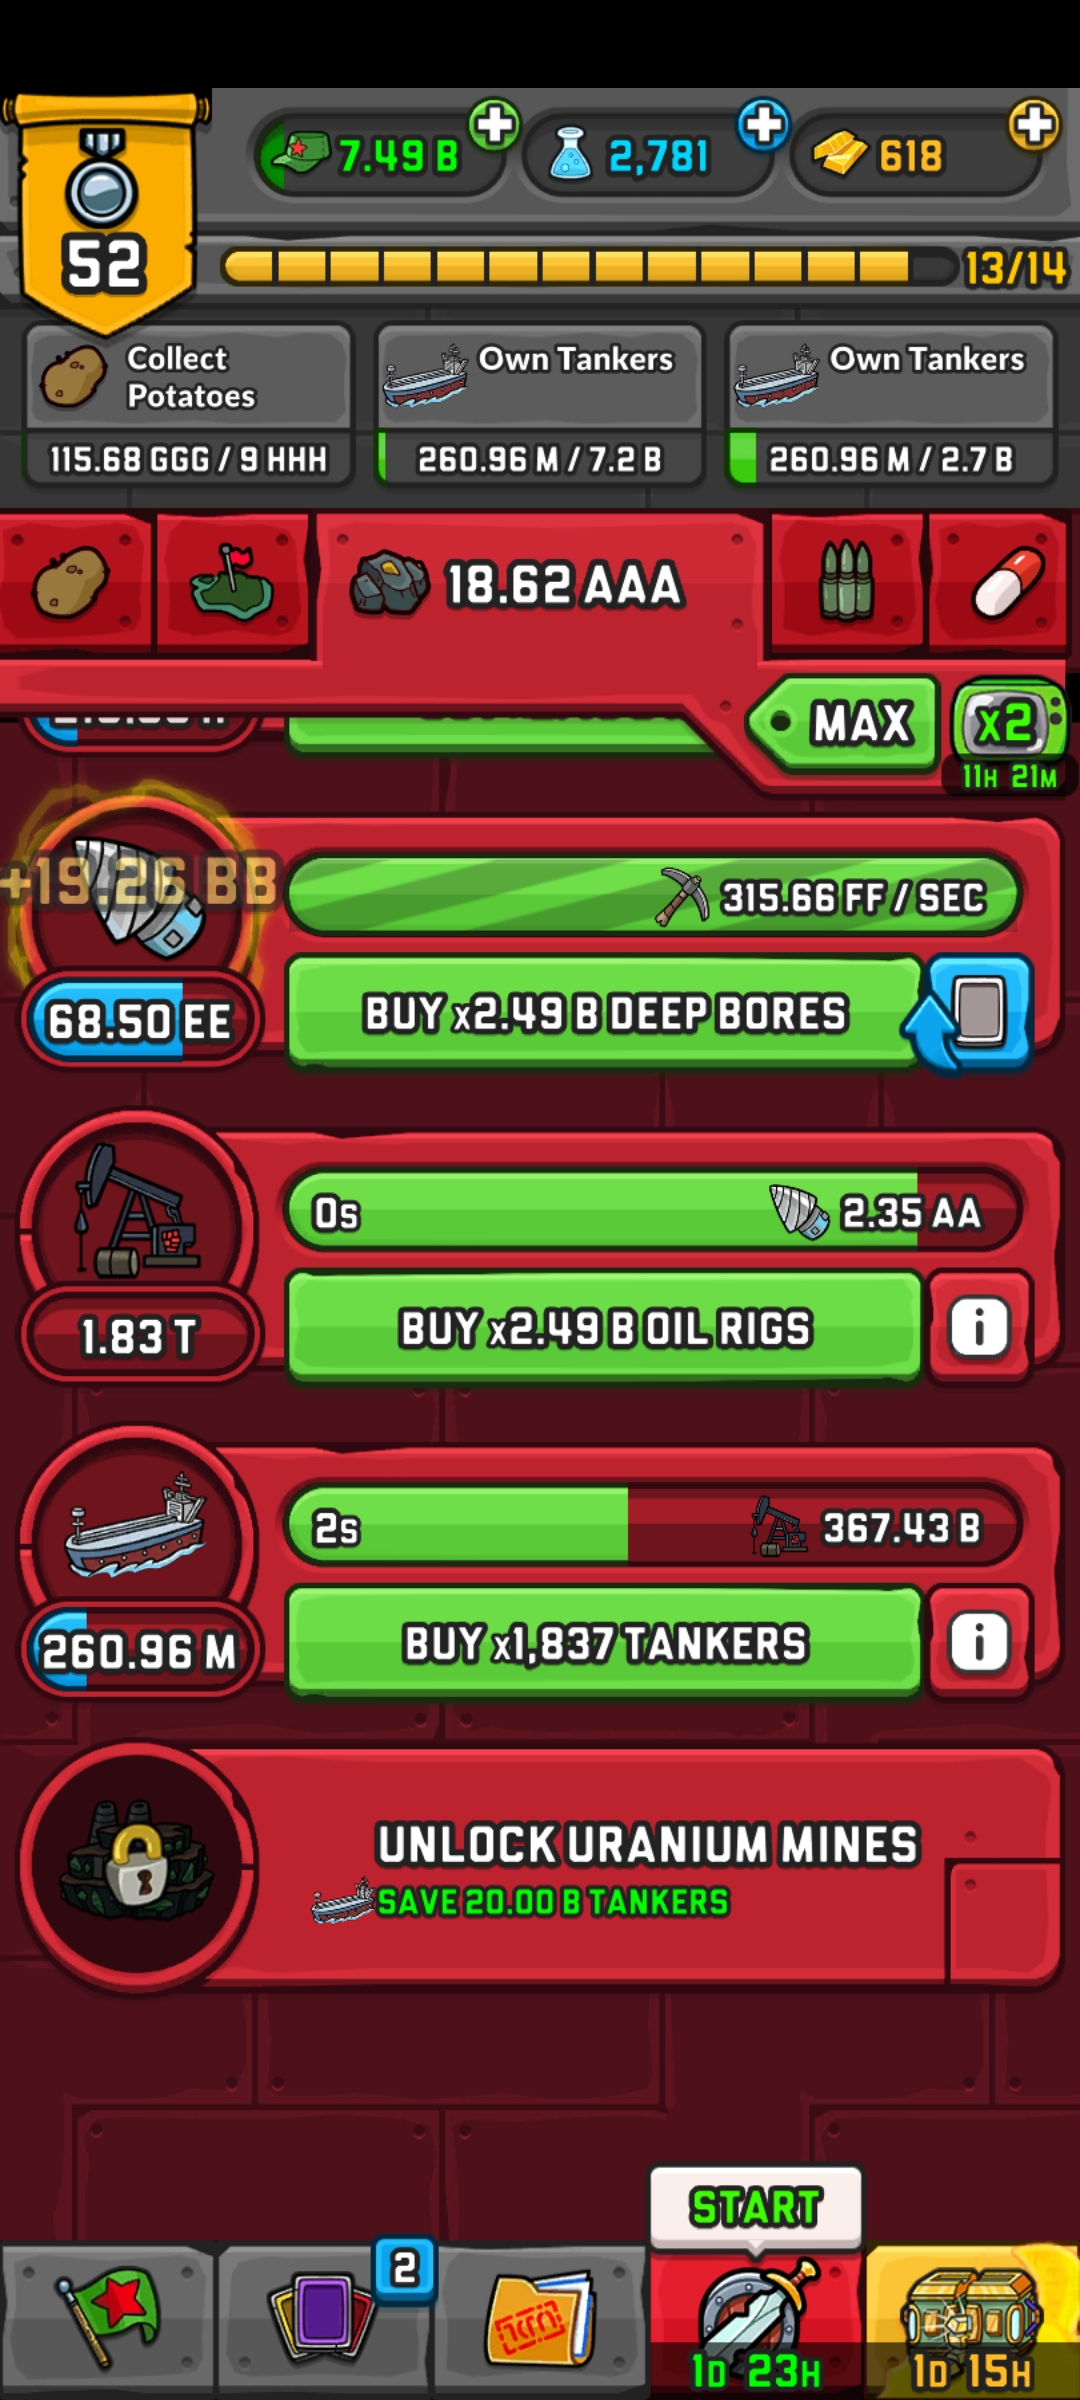 52
7.49 B
2,781
618
13/14
Collect
Potatoes
115.68 GGG / 9 HHH
Own Tankers
260.96 M / 7.2 B
Own Tankers
260.96 M / 2.7 B
18.62 AAA
MAX
X2
11H 21M
+19.26 BB
315.66 FF / SEC
68.50 EE
BUY x2.49 B DEEP BORES
0s
2.35 AA
1.83 T
BUY x2.49 B OIL RIGS
i
2s
367.43 B
260.96 M
BUY x1,837 TANKERS
i
UNLOCK URANIUM MINES
SAVE 20.00 B TANKERS
START
2
1D 23H
1D 15H